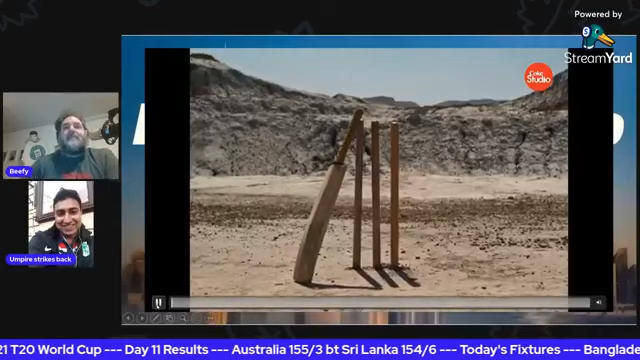 Powered by
StreamYard
Coke
Studio
Beefy
Umpire strikes back
21 T20 World Cup --- Day 11 Results --- Australia 155/3 bt Sri Lanka 154/6 --- Today's Fixtures --- Banglade